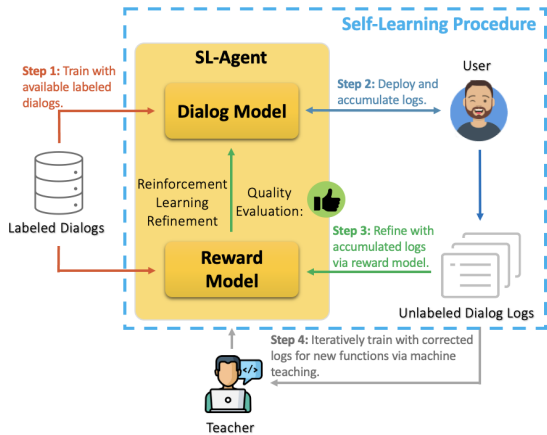 Self-Learning Procedure
SL-Agent
Step 1: Train with
available labeled
dialogs.
Dialog Model
Step 2: Deploy and
accumulate logs.
User
Labeled Dialogs
Reinforcement
Learning
Refinement
Quality
Evaluation:
Step 3: Refine with
accumulated logs
via reward model.
Reward
Model
Unlabeled Dialog Logs
Step 4: Iteratively train with corrected
logs for new functions via machine
teaching.
</>
Teacher